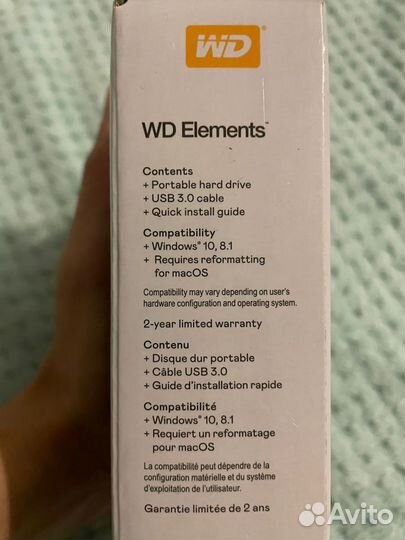 WD
WD Elements™
Contents
+ Portable hard drive
+ USB 3.0 cable
+ Quick install guide
Compatibility
+ Windows® 10, 8.1
+ Requires reformatting
for macOS
Compatibility may vary depending on user's
hardware configuration and operating system.
2-year limited warranty
Contenu
+ Disque dur portable
+ Câble USB 3.0
+ Guide d'installation rapide
Compatibilité
+ Windows® 10, 8.1
+ Requiert un reformatage
pour macOS
La compatibilité peut dépendre de la
configuration matérielle et du système
d'exploitation de l'utilisateur.
Garantie limitée de 2 ans
Avito